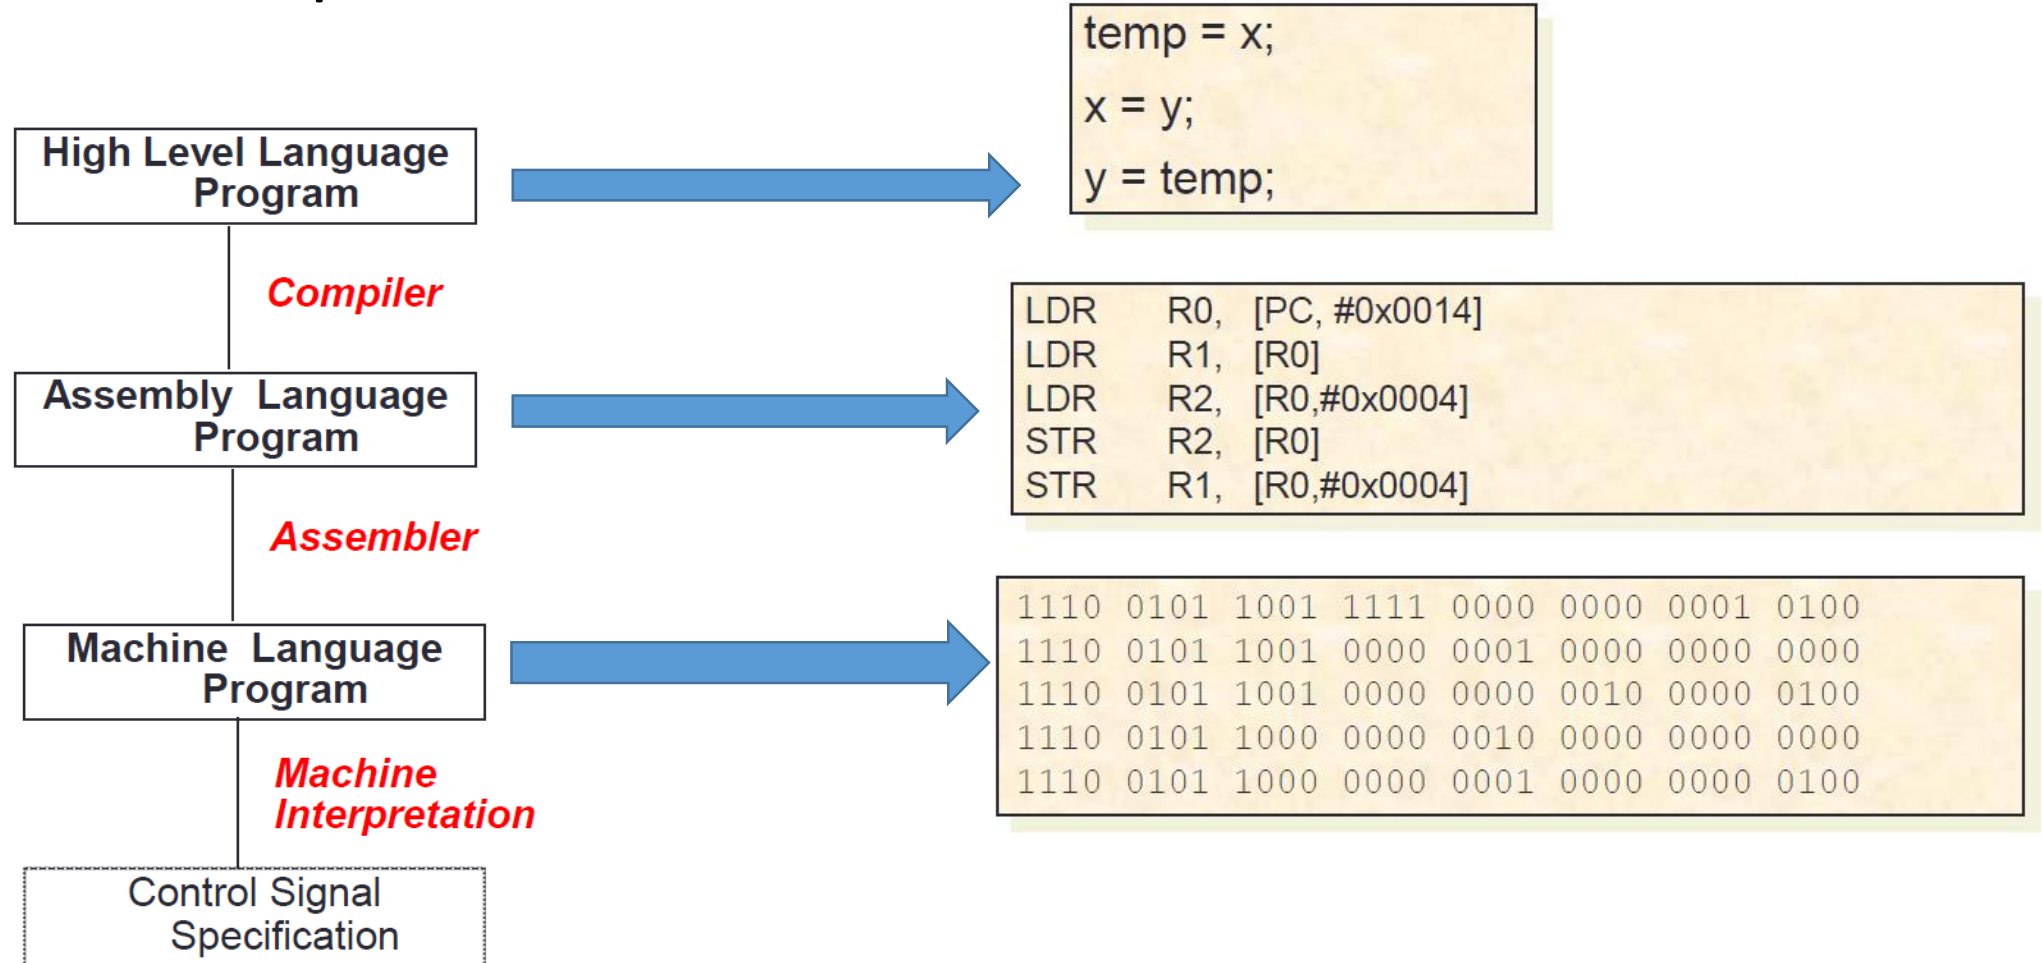 temp = x;
x = y;
y = temp;
High Level Language
Program
Compiler
LDR R0, [PC, #0x0014]
LDR R1, [R0]
LDR R2, [R0,#0x0004]
STR R2, [R0]
STR R1, [R0,#0x0004]
Assembly Language
Program
Assembler
1110 0101 1001 1111 0000 0000 0001 0100
1110 0101 1001 0000 0001 0000 0000 0000
1110 0101 1001 0000 0000 0010 0000 0100
1110 0101 1000 0000 0010 0000 0000 0000
1110 0101 1000 0000 0001 0000 0000 0100
Machine Language
Program
Machine
Interpretation
Control Signal
Specification